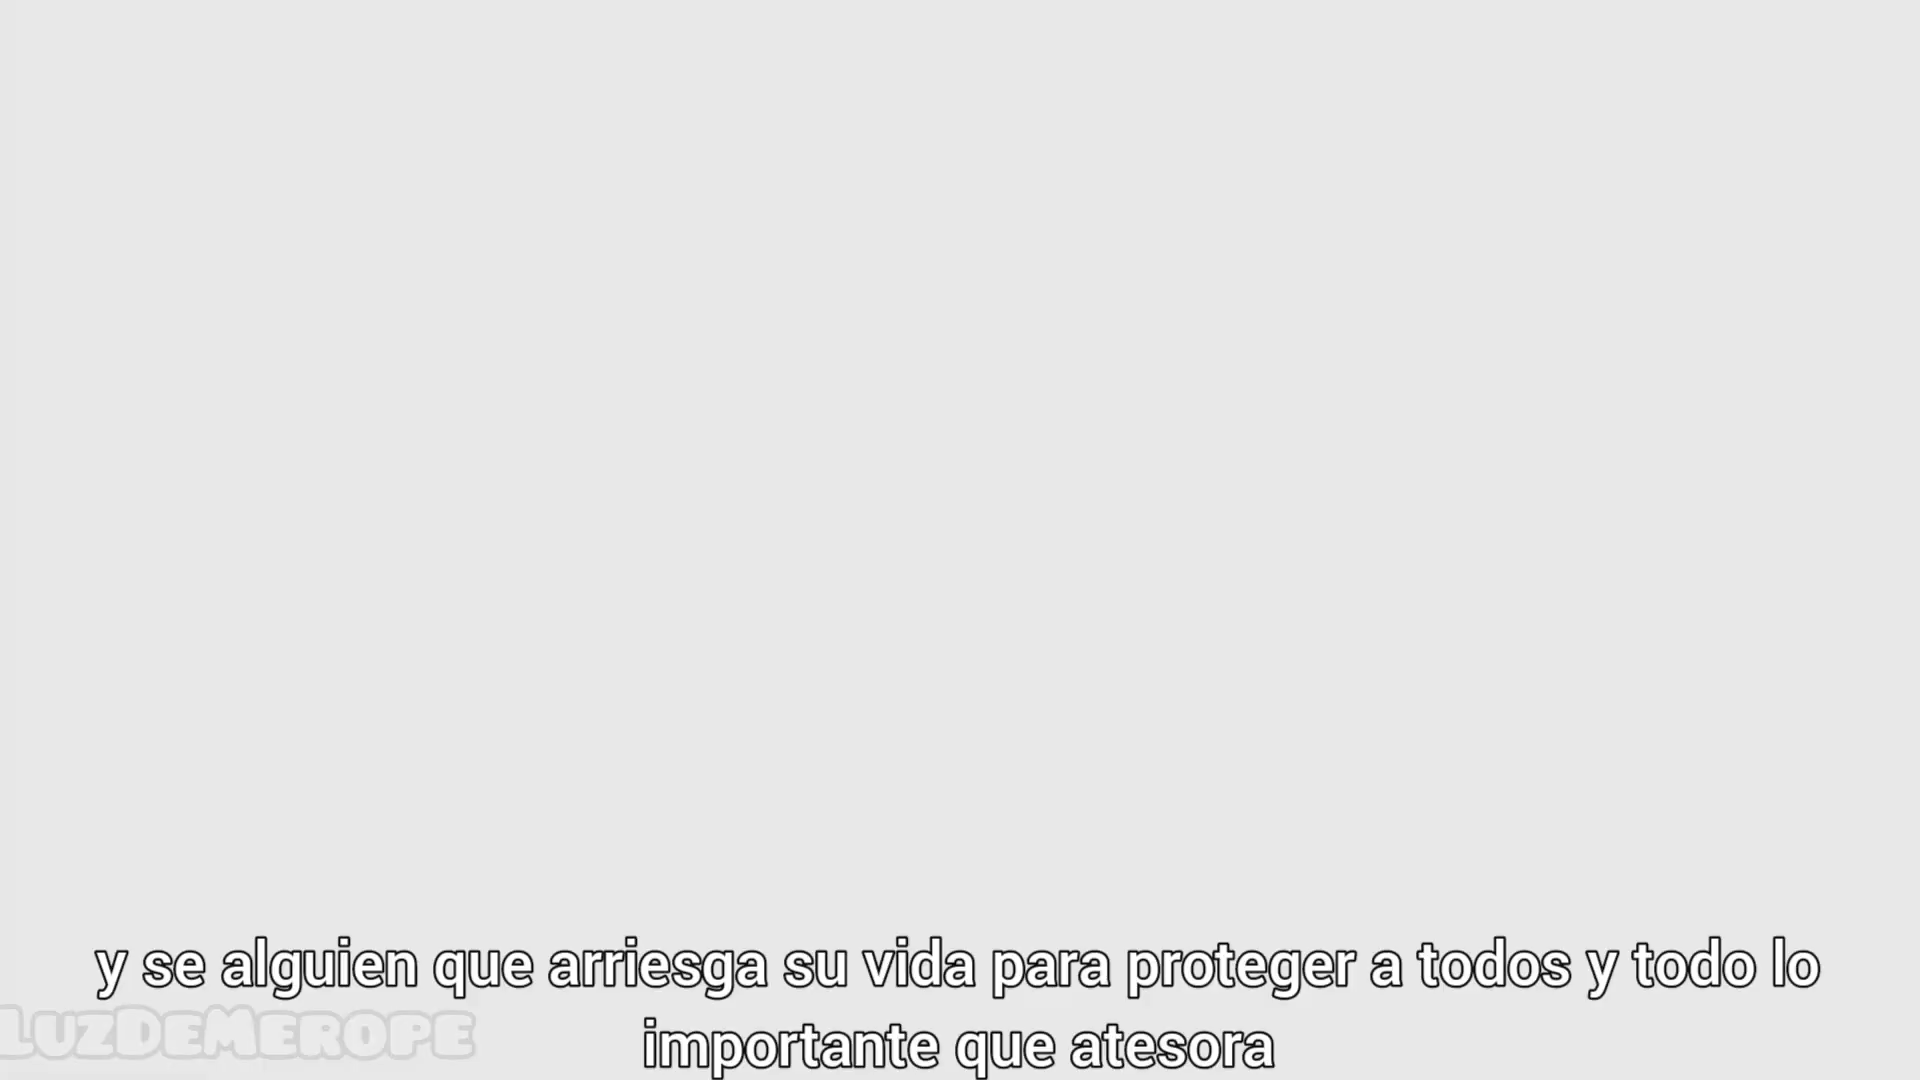 y se alguien que arriesga su vida para proteger a todos y todo lo
importante que atesora
LuzDeMerope